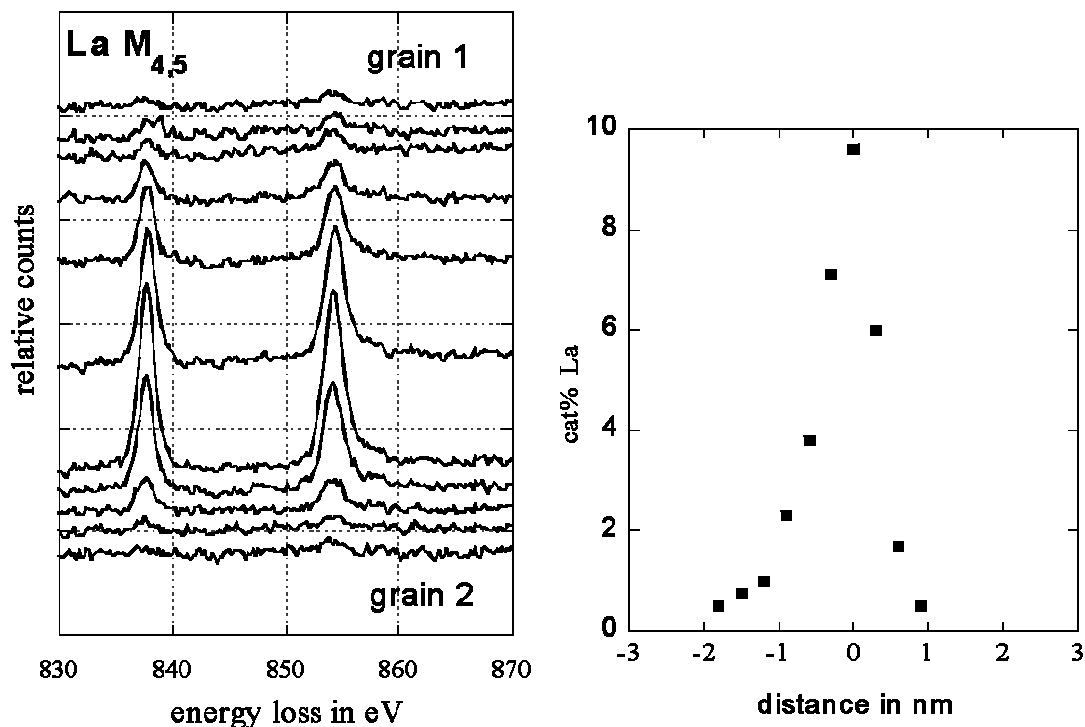 La M4,5
grain 1
relative counts
grain 2
830 840 850 860 870
energy loss in eV
10
8
6
4
2
0
cat% La
-3 -2 -1 0 1 2 3
distance in nm